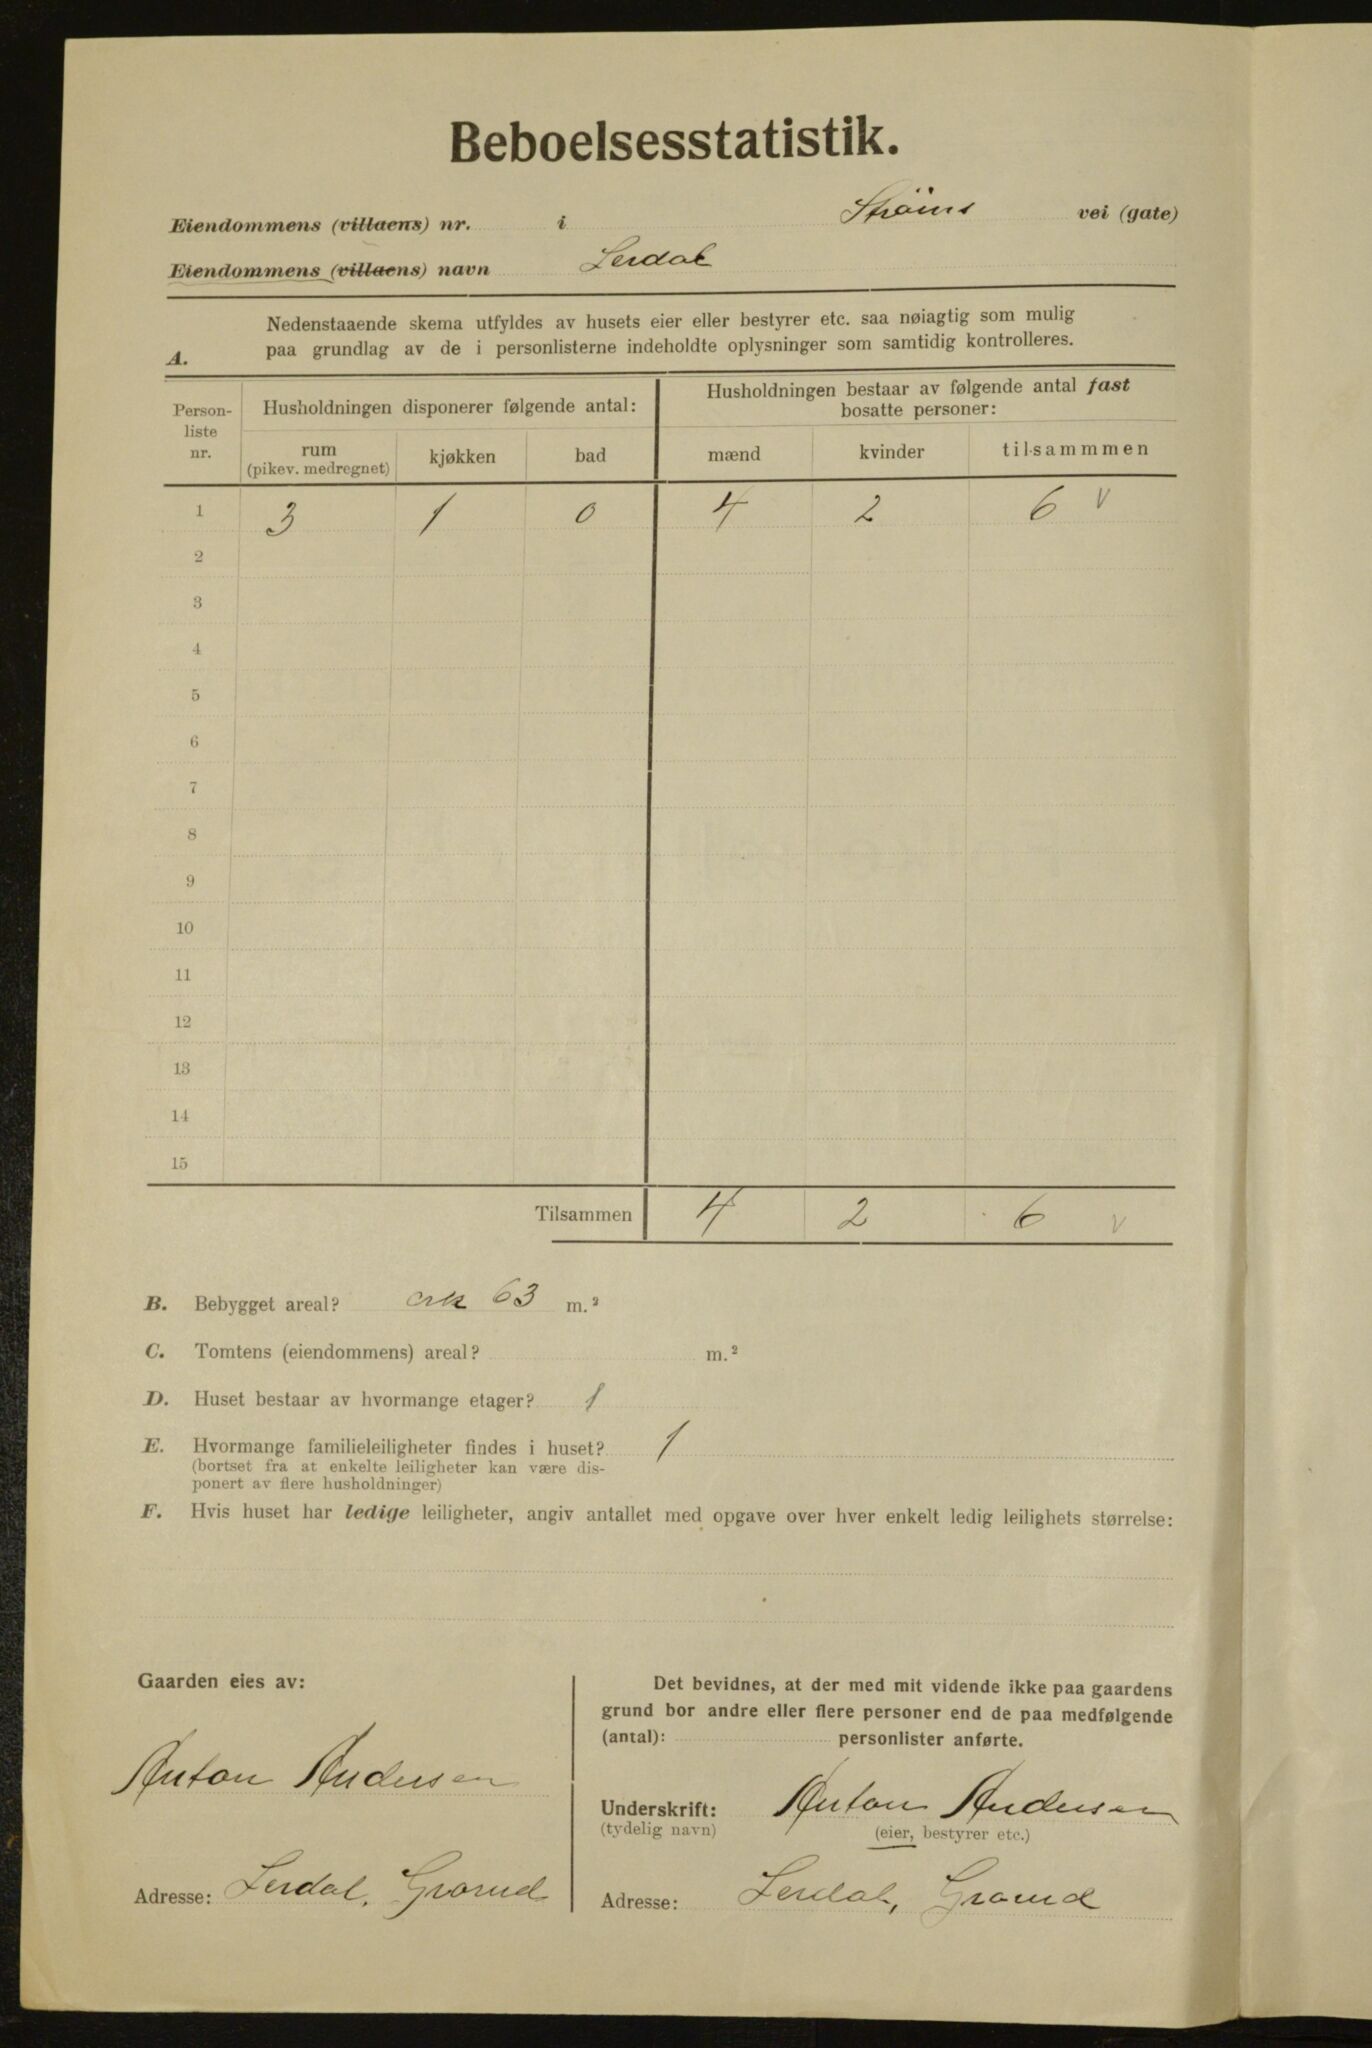 Beboelsesstatistik.
Eiendommens (villaens) nr. i Strøms vei (gate)
Eiendommens (villaens) navn Lerdal
A. Nedenstaaende skema utfyldes av husets eier eller bestyrer etc. saa nøiagtig som mulig
paa grundlag av de i personlisterne indeholdte oplysninger som samtidig kontrolleres.
Person-
liste
nr.
Husholdningen disponerer følgende antal:
Husholdningen bestaar av følgende antal fast
bosatte personer:
rum
(pikev. medregnet)
kjøkken
bad
mænd
kvinder
tilsammmen
1 3 1 0 4 2 6 v
2
3
4
5
6
7
8
9
10
11
12
13
14
15
Tilsammen 4 2 6 v
B. Bebygget areal? crk 63 m.²
C. Tomtens (eiendommens) areal? m.²
D. Huset bestaar av hvormange etager? 1
E. Hvormange familieleiligheter findes i huset? 1
(bortset fra at enkelte leiligheter kan være dis-
ponert av flere husholdninger)
F. Hvis huset har ledige leiligheter, angiv antallet med opgave over hver enkelt ledig leilighets størrelse:
Gaarden eies av:
Anton Andersen
Adresse: Lerdal, Grorud
Det bevidnes, at der med mit vidende ikke paa gaardens
grund bor andre eller flere personer end de paa medfølgende
(antal): personlister anførte.
Underskrift: Anton Andersen
(tydelig navn) (eier, bestyrer etc.)
Adresse: Lerdal, Grorud